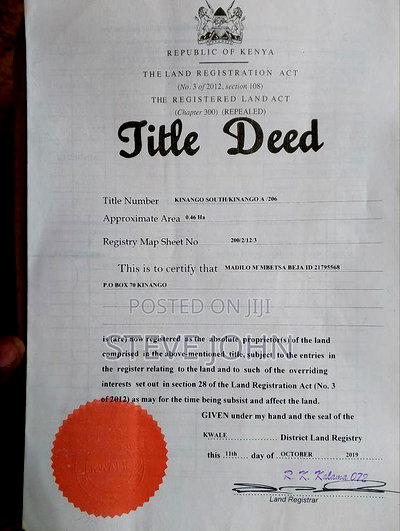 REPUBLIC OF KENYA
THE LAND REGISTRATION ACT
(No. 3 of 2012, section 108)
THE REGISTERED LAND ACT
(Chapter 300) (REPEALED)
Title Deed
Title Number KINANGO SOUTH/KINANGO A /206
Approximate Area 0.46 Ha
Registry Map Sheet No 200/2/12/3
This is to certify that MADILO M'MBETSA BEJA ID 21795568
P.O BOX 70 KINANGO
POSTED ON JIJI
STEVE JOHN
is (are) now registered as the absolute proprietor(s) of the land
comprised in the above-mentioned title, subject to the entries in
the register relating to the land and to such of the overriding
interests set out in section 28 of the Land Registration Act (No. 3
of 2012) as may for the time being subsist and affect the land.
GIVEN under my hand and the seal of the
KWALE District Land Registry
this 11th day of OCTOBER 2019
R. K. Kalama 072
Land Registrar